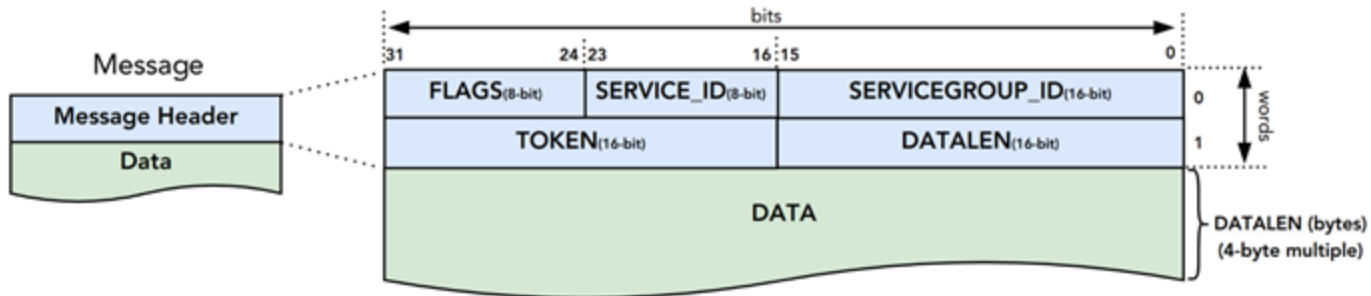 bits
31 24 23 16 15 0
Message
FLAGS(8-bit) SERVICE_ID(8-bit) SERVICEGROUP_ID(16-bit) 0
Message Header
TOKEN(16-bit) DATALEN(16-bit) 1
words
Data
DATA
DATALEN (bytes)
(4-byte multiple)